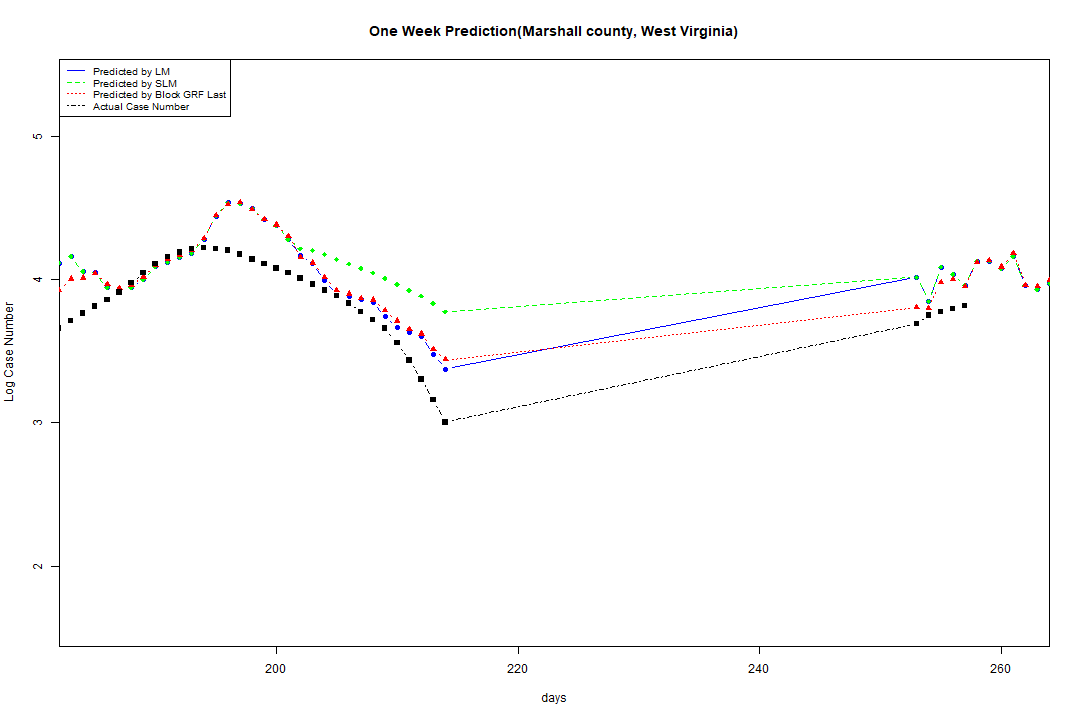 One Week Prediction(Marshall county, West Virginia)
Predicted by LM
Predicted by SLM
Predicted by Block GRF Last
Actual Case Number
5
4
3
2
Log Case Number
200 220 240 260
days